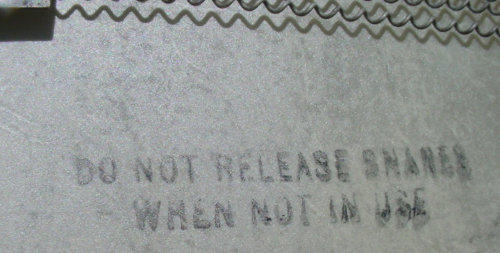 DO NOT RELEASE SNARES
WHEN NOT IN USE